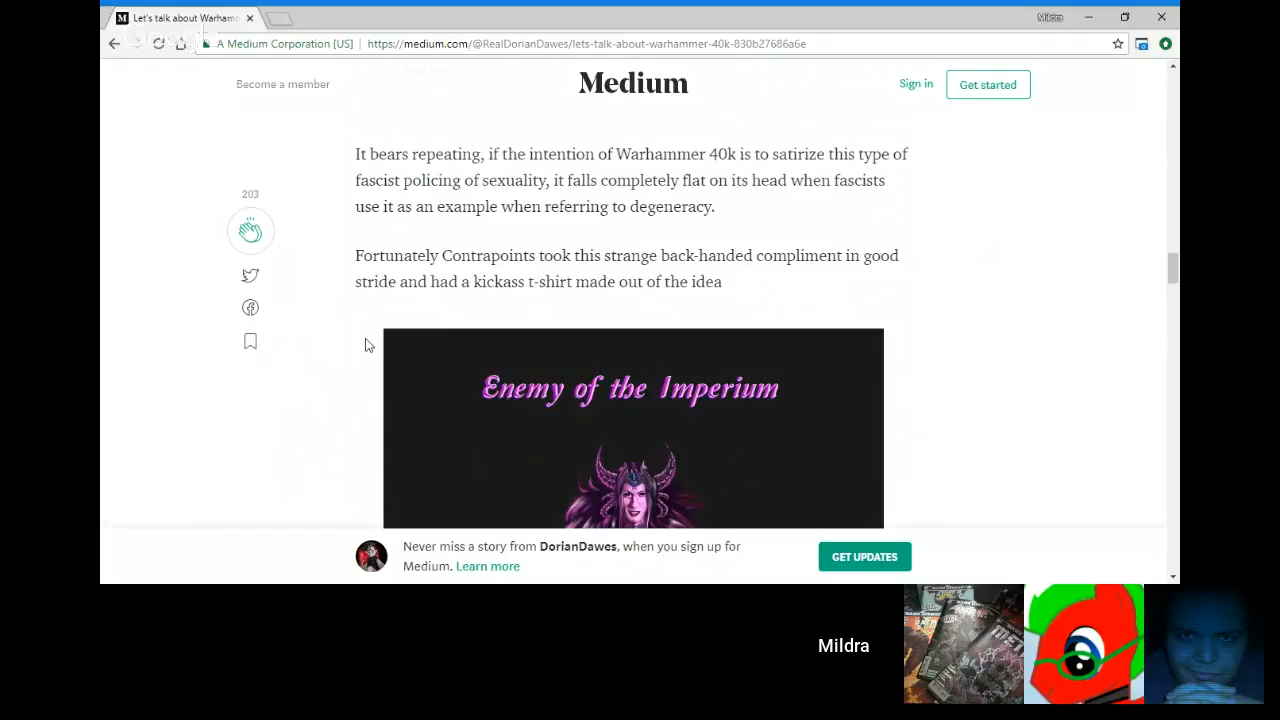 Let's talk about Warham
Mildra
A Medium Corporation [US] | https://medium.com/@RealDorianDawes/lets-talk-about-warhammer-40k-830b27686a6e
Become a member
Medium
Sign in
Get started
It bears repeating, if the intention of Warhammer 40k is to satirize this type of
fascist policing of sexuality, it falls completely flat on its head when fascists
use it as an example when referring to degeneracy.
203
Fortunately Contrapoints took this strange back-handed compliment in good
stride and had a kickass t-shirt made out of the idea
Enemy of the Imperium
Never miss a story from DorianDawes, when you sign up for
Medium. Learn more
GET UPDATES
Mildra